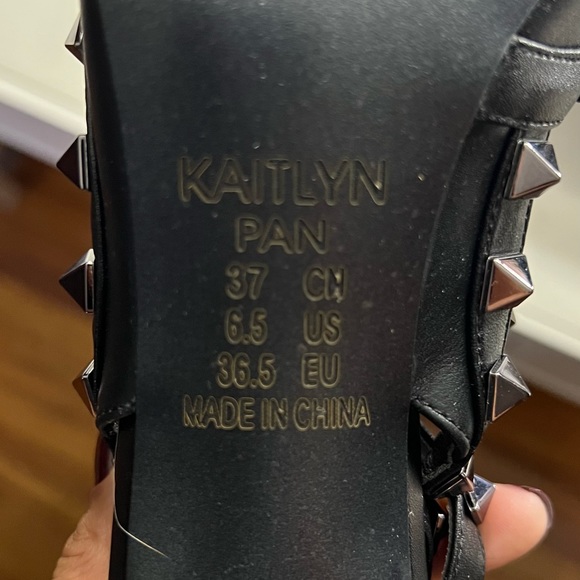 KAITLYN
PAN
37 CN
6.5 US
36.5 EU
MADE IN CHINA